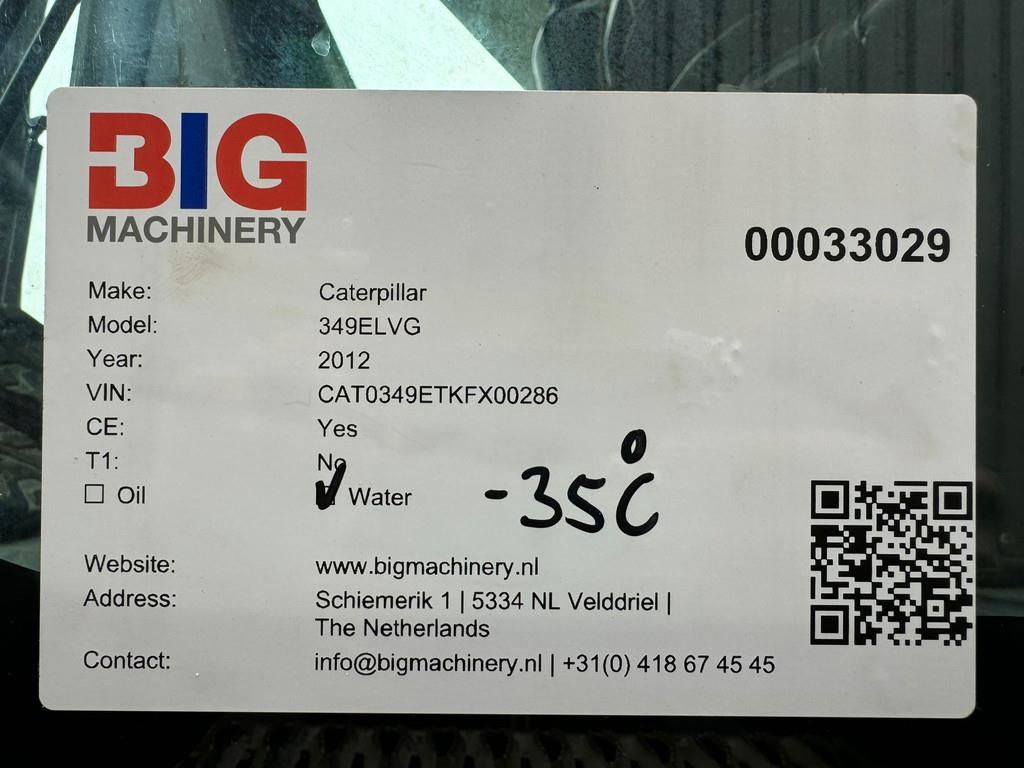 BIG
MACHINERY
00033029
Make: Caterpillar
Model: 349ELVG
Year: 2012
VIN: CAT0349ETKFX00286
CE: Yes
T1: No
☐ Oil ☑ Water -35°C
Website: www.bigmachinery.nl
Address: Schiemerik 1 | 5334 NL Velddriel |
The Netherlands
Contact: info@bigmachinery.nl | +31(0) 418 67 45 45